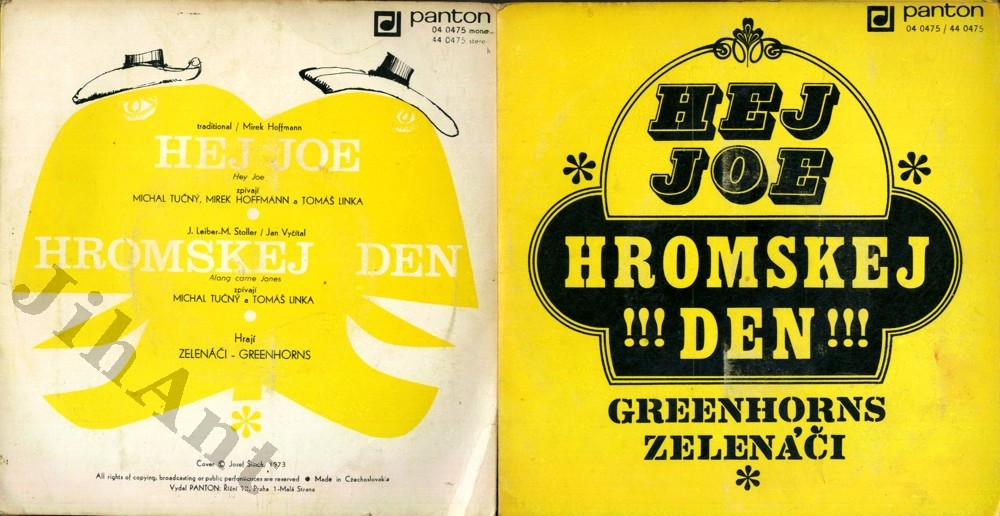 panton
04 0475 mono
44 0475 stereo
h
traditional / Mirek Hoffmann
HEJ JOE
Hey Joe
zpívají
MICHAL TUČNÝ, MIREK HOFFMANN a TOMÁŠ LINKA
J. Leiber-M. Stoller / Jan Vyčítal
HROMSKEJ DEN
Along came Jones
zpívají
MICHAL TUČNÝ a TOMÁŠ LINKA
Hrají
ZELENÁČI - GREENHORNS
Cover © Josef 1973
All rights of copying, broadcasting or public performances are reserved ● Made in Czechoslovakia
Vydal PANTON: Říční Praha 1-Malá Strana
JihAnt
panton
04 0475 / 44 0475
HEJ
JOE
HROMSKEJ
!!! DEN !!!
GREENHORNS
ZELENÁČI